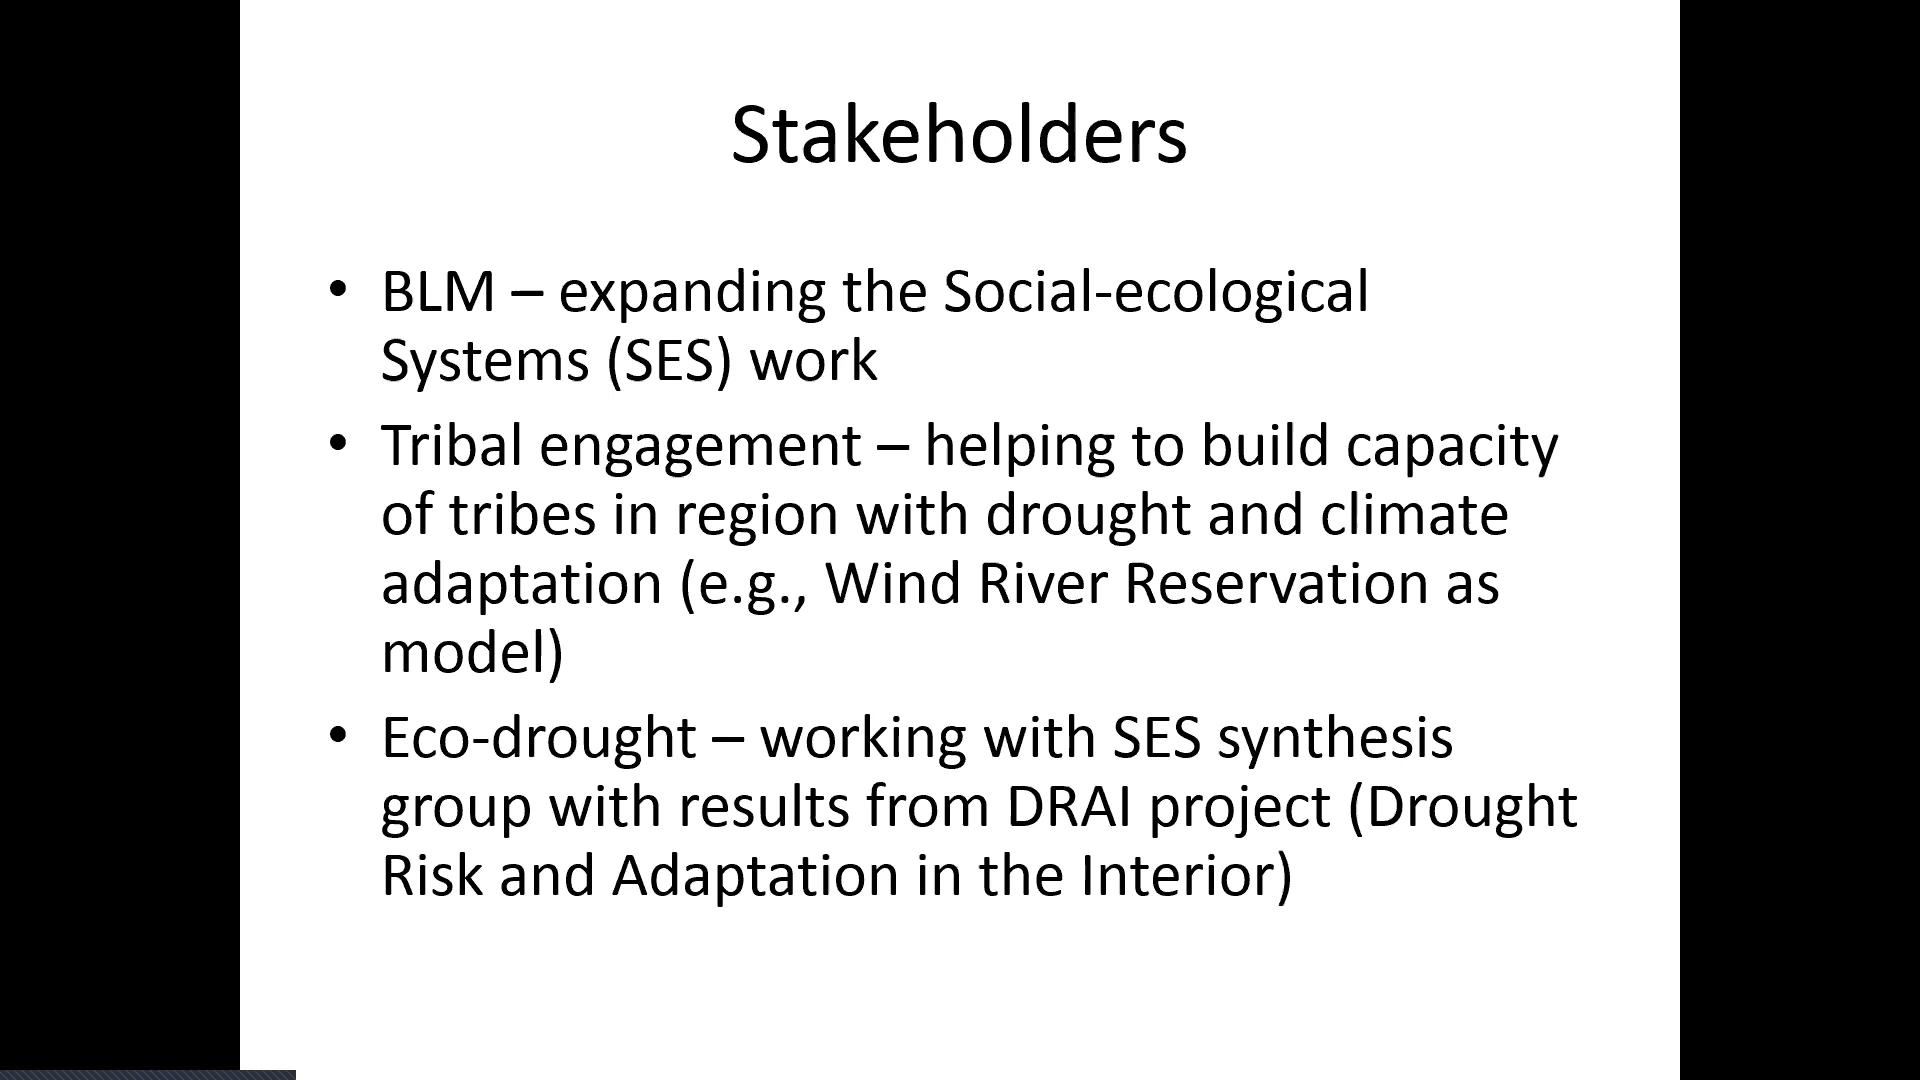 Stakeholders
• BLM – expanding the Social-ecological
Systems (SES) work
• Tribal engagement – helping to build capacity
of tribes in region with drought and climate
adaptation (e.g., Wind River Reservation as
model)
• Eco-drought – working with SES synthesis
group with results from DRAI project (Drought
Risk and Adaptation in the Interior)